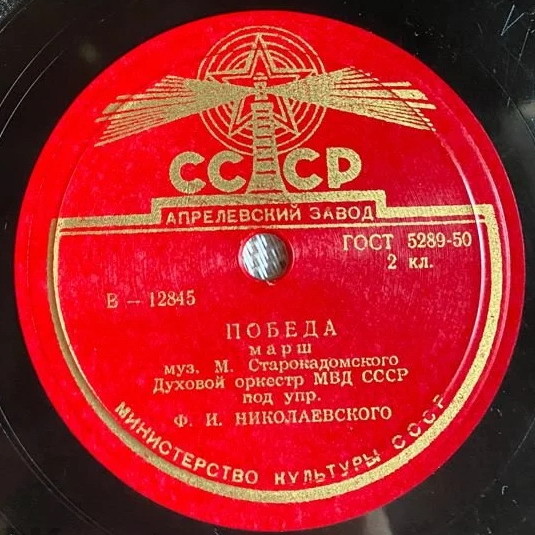 СССР
АПРЕЛЕВСКИЙ ЗАВОД
ГОСТ 5289-50
2 кл.
В – 12845
ПОБЕДА
марш
муз. М. Старокадомского
Духовой оркестр МВД СССР
под упр.
Ф. И. НИКОЛАЕВСКОГО
МИНИСТЕРСТВО КУЛЬТУРЫ СССР